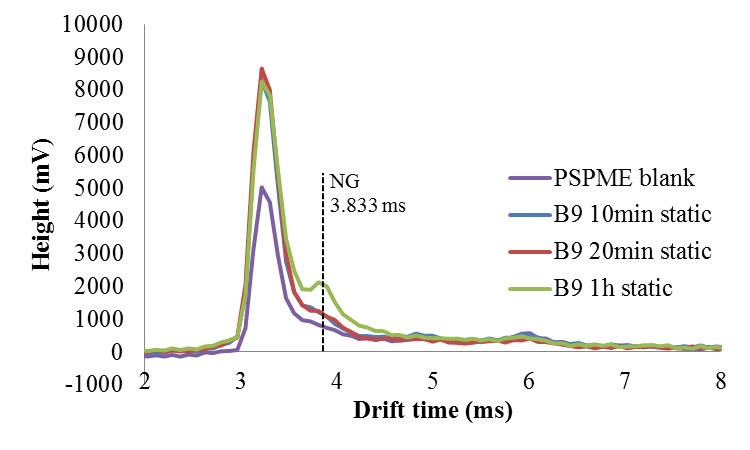 10000
9000
8000
7000
6000
5000
4000
3000
2000
1000
0
-1000
Height (mV)
NG
3.833 ms
PSPME blank
B9 10min static
B9 20min static
B9 1h static
2 3 4 5 6 7 8
Drift time (ms)